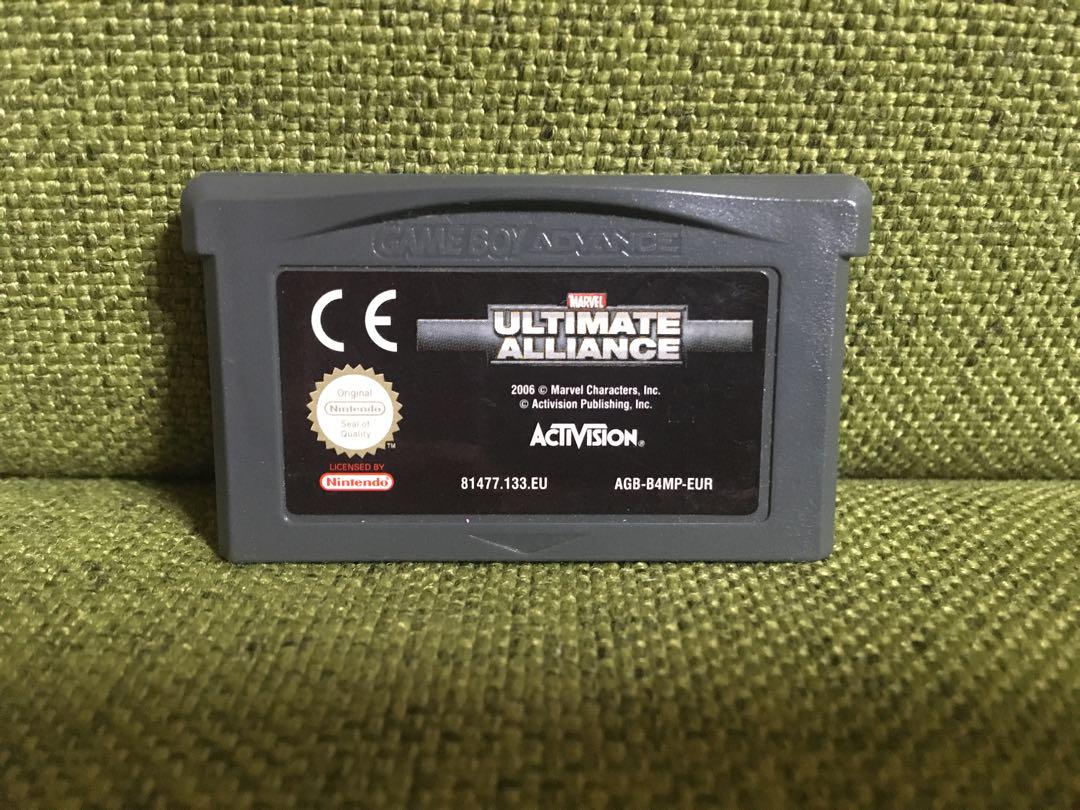 GAME BOY ADVANCE
CE
MARVEL
ULTIMATE
ALLIANCE
2006 © Marvel Characters, Inc.
© Activision Publishing, Inc.
ACTIVISION®
Original
Nintendo
Seal of
Quality
TM
LICENSED BY
Nintendo
81477.133.EU
AGB-B4MP-EUR